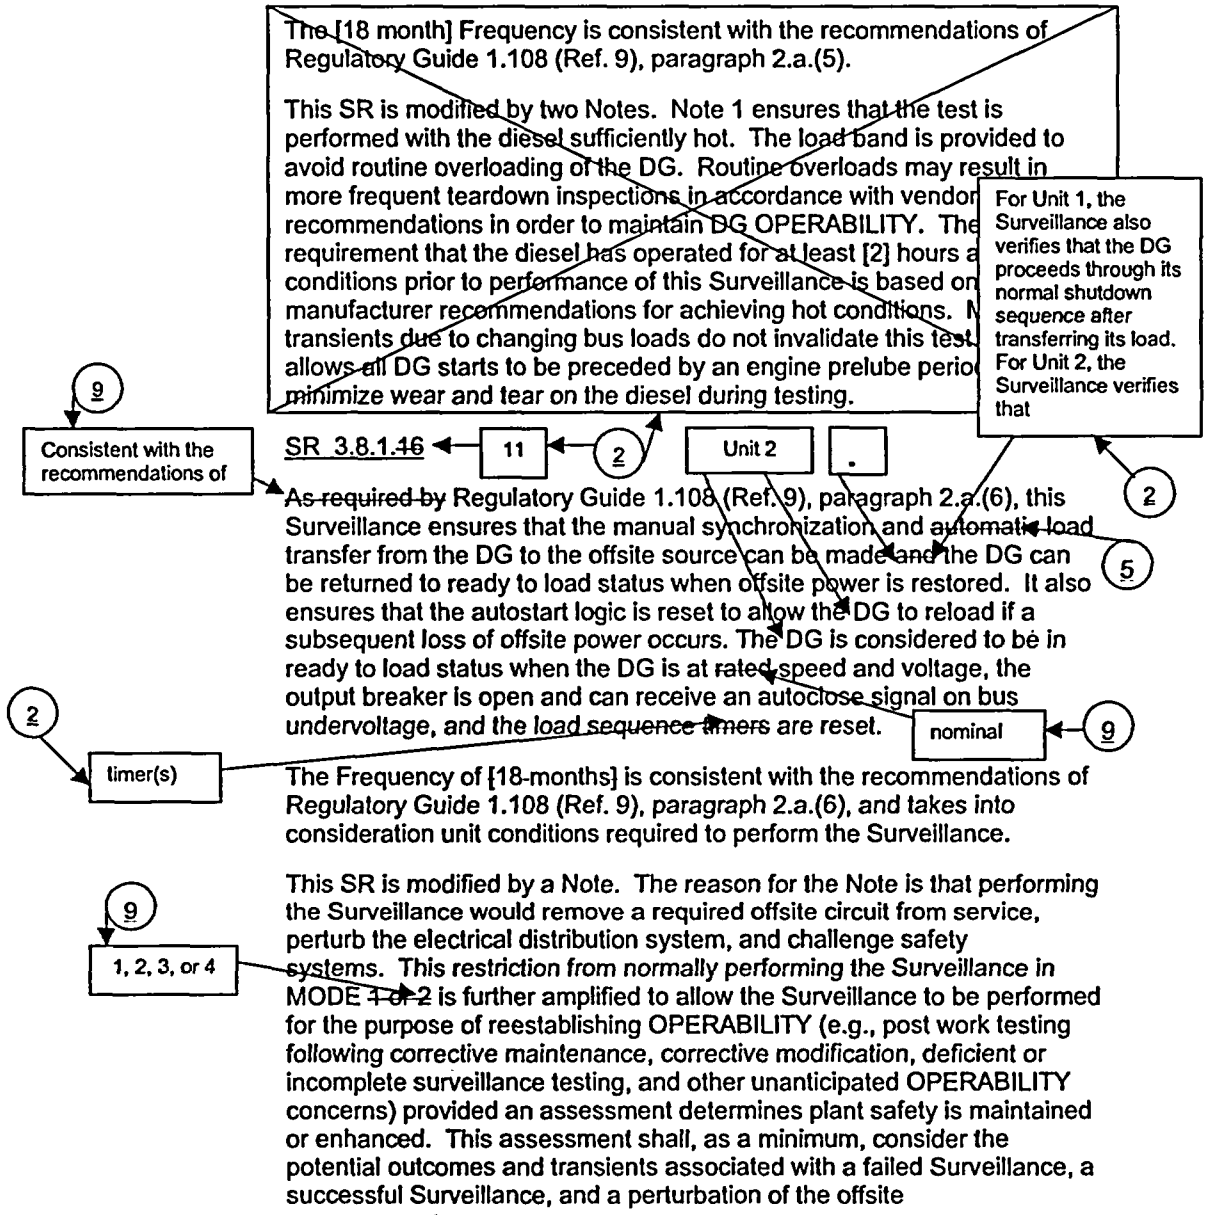 The [18 month] Frequency is consistent with the recommendations of
Regulatory Guide 1.108 (Ref. 9), paragraph 2.a.(5).
This SR is modified by two Notes. Note 1 ensures that the test is
performed with the diesel sufficiently hot. The load band is provided to
avoid routine overloading of the DG. Routine overloads may result in
more frequent teardown inspections in accordance with vendor
recommendations in order to maintain DG OPERABILITY. The
requirement that the diesel has operated for at least [2] hours a
conditions prior to performance of this Surveillance is based on
manufacturer recommendations for achieving hot conditions.
transients due to changing bus loads do not invalidate this test.
allows all DG starts to be preceded by an engine prelube
minimize wear and tear on the diesel during testing.
For Unit 1, the
Surveillance also
verifies that the DG
proceeds through its
normal shutdown
sequence after
transferring its load.
For Unit 2, the
Surveillance verifies
that
9
Consistent with the
recommendations of
SR 3.8.1.16
11
2
Unit 2
.
2
As required by Regulatory Guide 1.108 (Ref. 9), paragraph 2.a.(6), this
Surveillance ensures that the manual synchronization and automatic load
transfer from the DG to the offsite source can be made and the DG can
be returned to ready to load status when offsite power is restored. It also
ensures that the autostart logic is reset to allow the DG to reload if a
subsequent loss of offsite power occurs. The DG is considered to be in
ready to load status when the DG is at rated speed and voltage, the
output breaker is open and can receive an autoclose signal on bus
undervoltage, and the load sequence timers are reset.
5
2
timer(s)
nominal
9
The Frequency of [18-months] is consistent with the recommendations of
Regulatory Guide 1.108 (Ref. 9), paragraph 2.a.(6), and takes into
consideration unit conditions required to perform the Surveillance.
9
1, 2, 3, or 4
This SR is modified by a Note. The reason for the Note is that performing
the Surveillance would remove a required offsite circuit from service,
perturb the electrical distribution system, and challenge safety
systems. This restriction from normally performing the Surveillance in
MODE 1 or 2 is further amplified to allow the Surveillance to be performed
for the purpose of reestablishing OPERABILITY (e.g., post work testing
following corrective maintenance, corrective modification, deficient or
incomplete surveillance testing, and other unanticipated OPERABILITY
concerns) provided an assessment determines plant safety is maintained
or enhanced. This assessment shall, as a minimum, consider the
potential outcomes and transients associated with a failed Surveillance, a
successful Surveillance, and a perturbation of the offsite